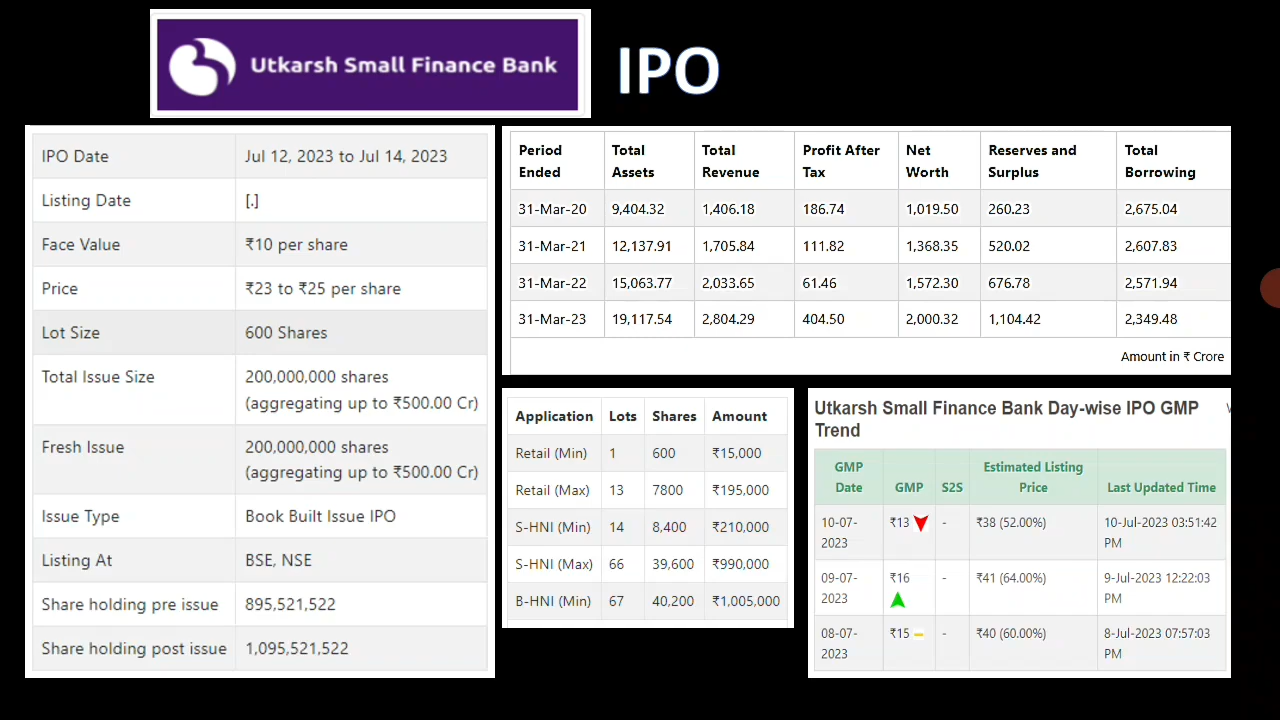 Utkarsh Small Finance Bank
IPO
IPO Date Jul 12, 2023 to Jul 14, 2023
Listing Date [.]
Face Value ₹10 per share
Price ₹23 to ₹25 per share
Lot Size 600 Shares
Total Issue Size 200,000,000 shares
(aggregating up to ₹500.00 Cr)
Fresh Issue 200,000,000 shares
(aggregating up to ₹500.00 Cr)
Issue Type Book Built Issue IPO
Listing At BSE, NSE
Share holding pre issue 895,521,522
Share holding post issue 1,095,521,522
Period Total Total Profit After Net Reserves and Total
Ended Assets Revenue Tax Worth Surplus Borrowing
31-Mar-20 9,404.32 1,406.18 186.74 1,019.50 260.23 2,675.04
31-Mar-21 12,137.91 1,705.84 111.82 1,368.35 520.02 2,607.83
31-Mar-22 15,063.77 2,033.65 61.46 1,572.30 676.78 2,571.94
31-Mar-23 19,117.54 2,804.29 404.50 2,000.32 1,104.42 2,349.48
Amount in ₹ Crore
Application Lots Shares Amount
Retail (Min) 1 600 ₹15,000
Retail (Max) 13 7800 ₹195,000
S-HNI (Min) 14 8,400 ₹210,000
S-HNI (Max) 66 39,600 ₹990,000
B-HNI (Min) 67 40,200 ₹1,005,000
Utkarsh Small Finance Bank Day-wise IPO GMP
Trend
GMP Estimated Listing
Date GMP S2S Price Last Updated Time
10-07- ₹13 - ₹38 (52.00%) 10-Jul-2023 03:51:42
2023 PM
09-07- ₹16 - ₹41 (64.00%) 9-Jul-2023 12:22:03
2023 PM
08-07- ₹15 - ₹40 (60.00%) 8-Jul-2023 07:57:03
2023 PM